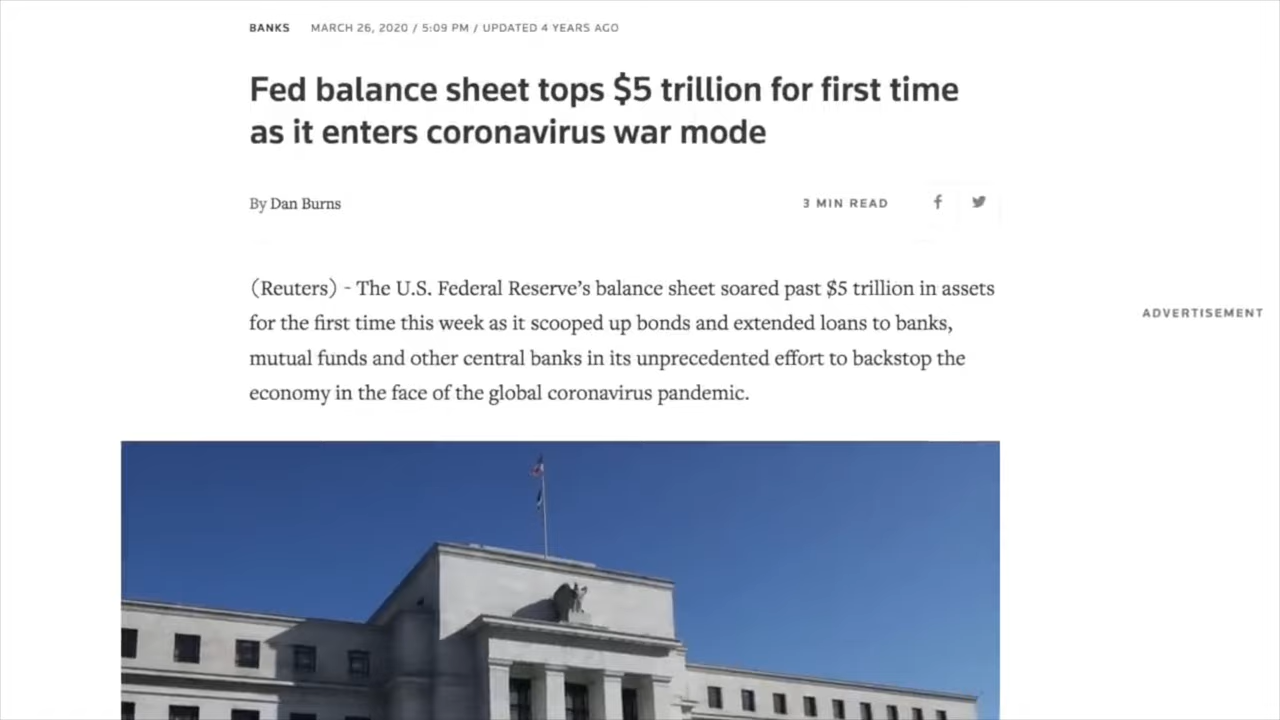 BANKS MARCH 26, 2020 / 5:09 PM / UPDATED 4 YEARS AGO
Fed balance sheet tops $5 trillion for first time
as it enters coronavirus war mode
By Dan Burns
3 MIN READ
(Reuters) - The U.S. Federal Reserve’s balance sheet soared past $5 trillion in assets
for the first time this week as it scooped up bonds and extended loans to banks,
mutual funds and other central banks in its unprecedented effort to backstop the
economy in the face of the global coronavirus pandemic.
ADVERTISEMENT